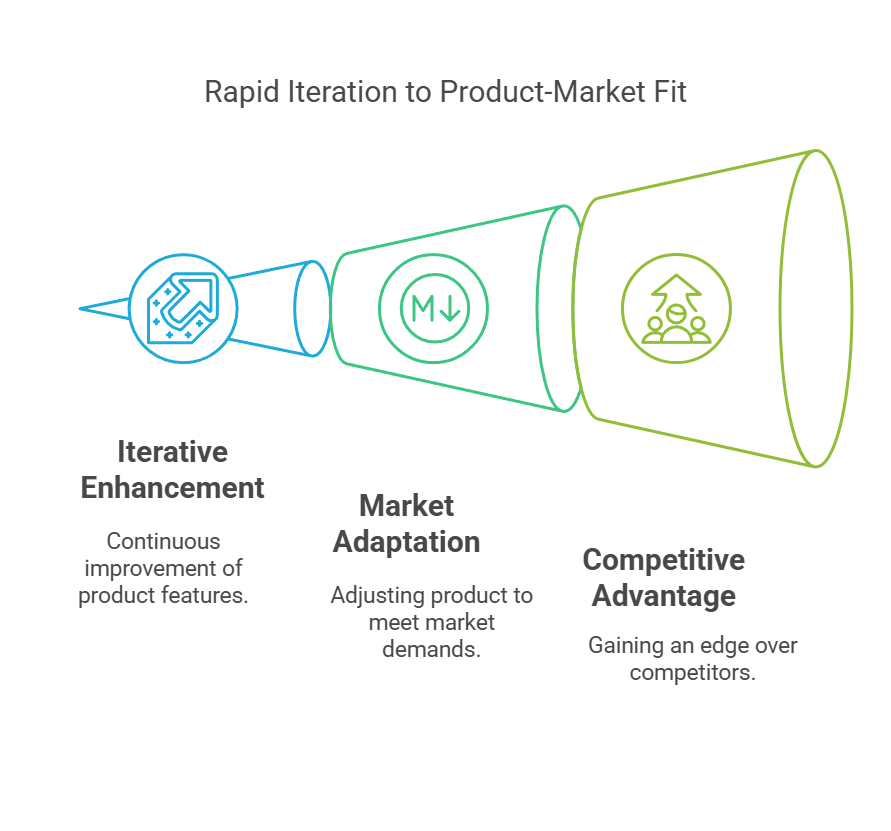 Rapid Iteration to Product-Market Fit
M
Iterative
Enhancement
Continuous
improvement of
product features.
Market
Adaptation
Adjusting product to
meet market
demands.
Competitive
Advantage
Gaining an edge over
competitors.